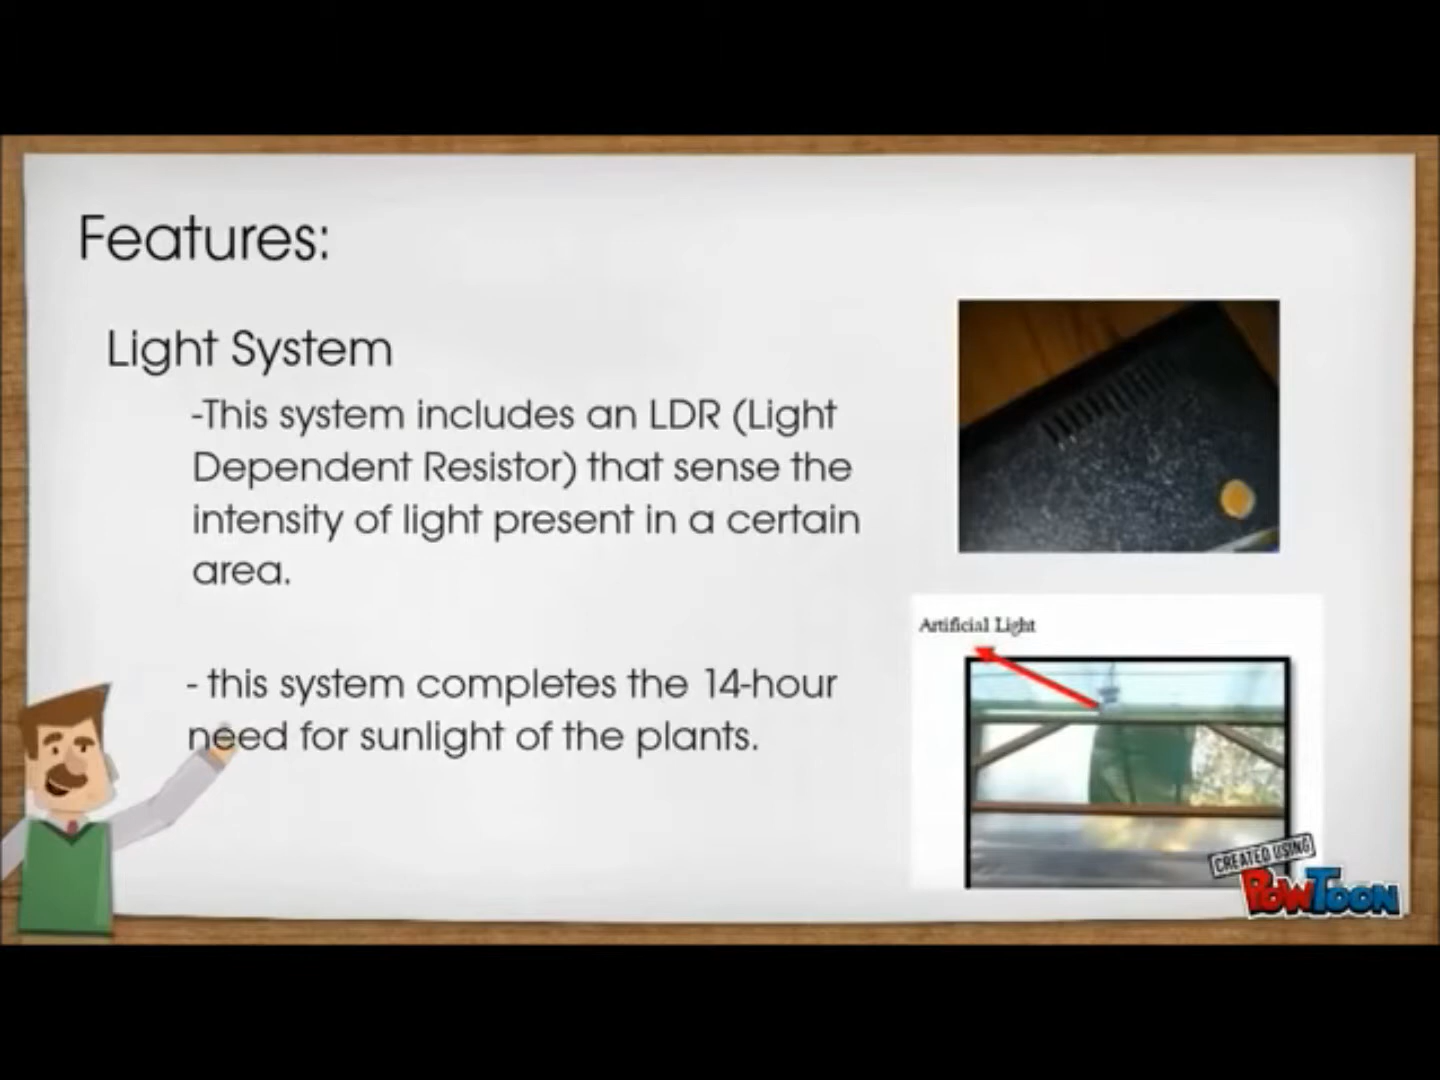 Features:
Light System
-This system includes an LDR (Light
Dependent Resistor) that sense the
intensity of light present in a certain
area.
- this system completes the 14-hour
need for sunlight of the plants.
Artificial Light
CREATED USING
POWTOON